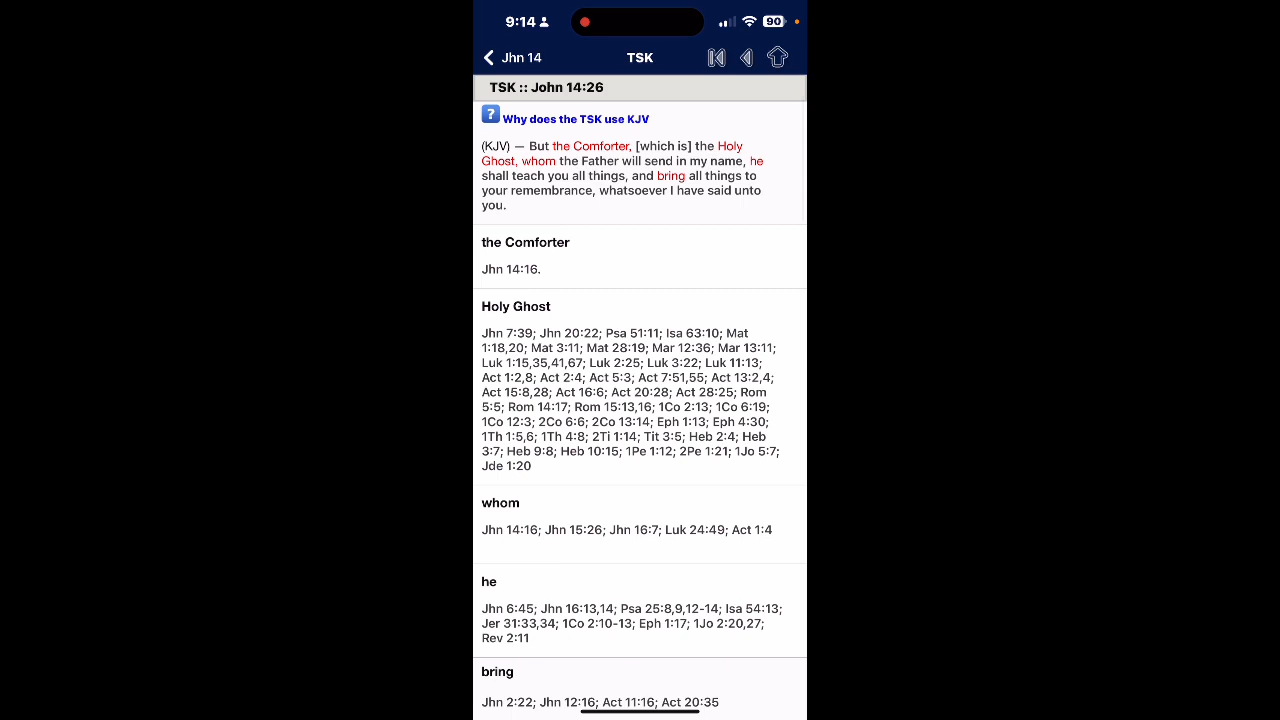 9:14
90
Jhn 14
TSK
TSK :: John 14:26
? Why does the TSK use KJV
(KJV) — But the Comforter, [which is] the Holy
Ghost, whom the Father will send in my name, he
shall teach you all things, and bring all things to
your remembrance, whatsoever I have said unto
you.
the Comforter
Jhn 14:16.
Holy Ghost
Jhn 7:39; Jhn 20:22; Psa 51:11; Isa 63:10; Mat
1:18,20; Mat 3:11; Mat 28:19; Mar 12:36; Mar 13:11;
Luk 1:15,35,41,67; Luk 2:25; Luk 3:22; Luk 11:13;
Act 1:2,8; Act 2:4; Act 5:3; Act 7:51,55; Act 13:2,4;
Act 15:8,28; Act 16:6; Act 20:28; Act 28:25; Rom
5:5; Rom 14:17; Rom 15:13,16; 1Co 2:13; 1Co 6:19;
1Co 12:3; 2Co 6:6; 2Co 13:14; Eph 1:13; Eph 4:30;
1Th 1:5,6; 1Th 4:8; 2Ti 1:14; Tit 3:5; Heb 2:4; Heb
3:7; Heb 9:8; Heb 10:15; 1Pe 1:12; 2Pe 1:21; 1Jo 5:7;
Jde 1:20
whom
Jhn 14:16; Jhn 15:26; Jhn 16:7; Luk 24:49; Act 1:4
he
Jhn 6:45; Jhn 16:13,14; Psa 25:8,9,12-14; Isa 54:13;
Jer 31:33,34; 1Co 2:10-13; Eph 1:17; 1Jo 2:20,27;
Rev 2:11
bring
Jhn 2:22; Jhn 12:16; Act 11:16; Act 20:35